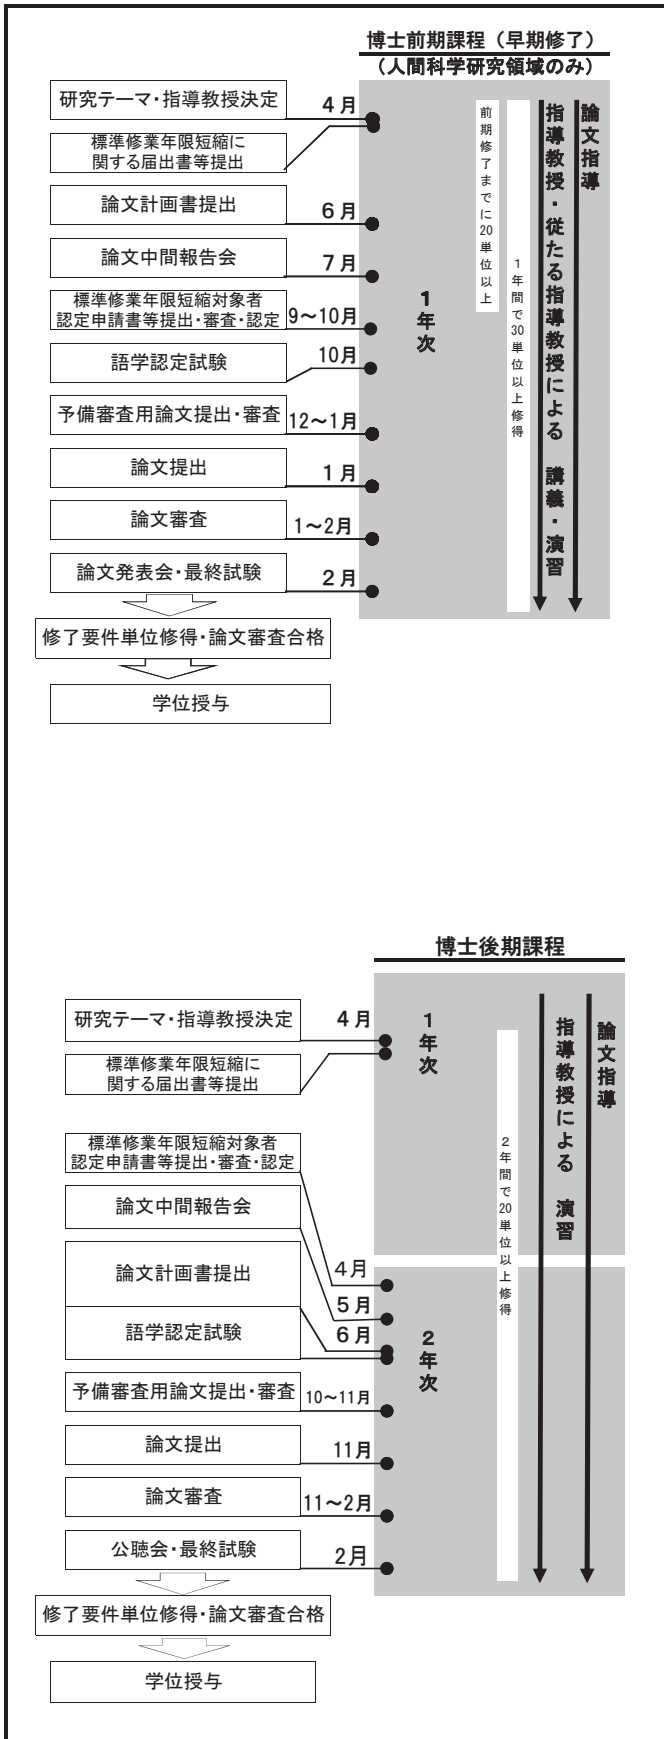 博士前期課程（早期修了）
（人間科学研究領域のみ）
研究テーマ・指導教授決定
4月
標準修業年限短縮に
関する届出書等提出
論文計画書提出
6月
論文中間報告会
7月
標準修業年限短縮対象者
認定申請書等提出・審査・認定
9～10月
語学認定試験
10月
予備審査用論文提出・審査
12～1月
論文提出
1月
論文審査
1～2月
論文発表会・最終試験
2月
修了要件単位修得・論文審査合格
学位授与
1年次
前期修了までに20単位以上
1年間で30単位以上修得
指導教授・従たる指導教授による　講義・演習
論文指導
博士後期課程
研究テーマ・指導教授決定
4月
標準修業年限短縮に
関する届出書等提出
標準修業年限短縮対象者
認定申請書等提出・審査・認定
4月
論文中間報告会
5月
論文計画書提出
6月
語学認定試験
予備審査用論文提出・審査
10～11月
論文提出
11月
論文審査
11～2月
公聴会・最終試験
2月
修了要件単位修得・論文審査合格
学位授与
1年次
2年次
2年間で20単位以上修得
指導教授による　演習
論文指導